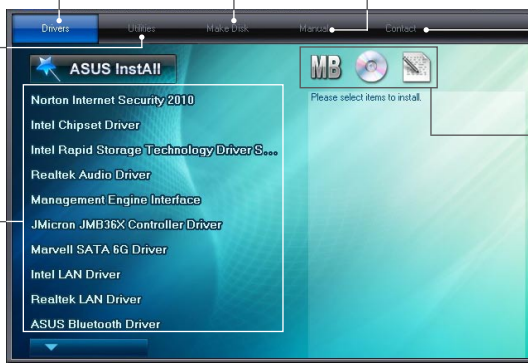 Drivers Utilities Make Disk Manual Contact
ASUS InstAll
MB
Please select items to install.
Norton Internet Security 2010
Intel Chipset Driver
Intel Rapid Storage Technology Driver S...
Realtek Audio Driver
Management Engine Interface
JMicron JMB36X Controller Driver
Marvell SATA 6G Driver
Intel LAN Driver
Realtek LAN Driver
ASUS Bluetooth Driver